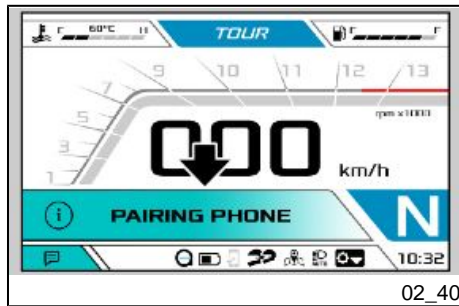 60°C H TOUR F
1 3 5 7 9 10 11 12 13
rpm x1000
000 km/h
PAIRING PHONE N
10:32
02_40